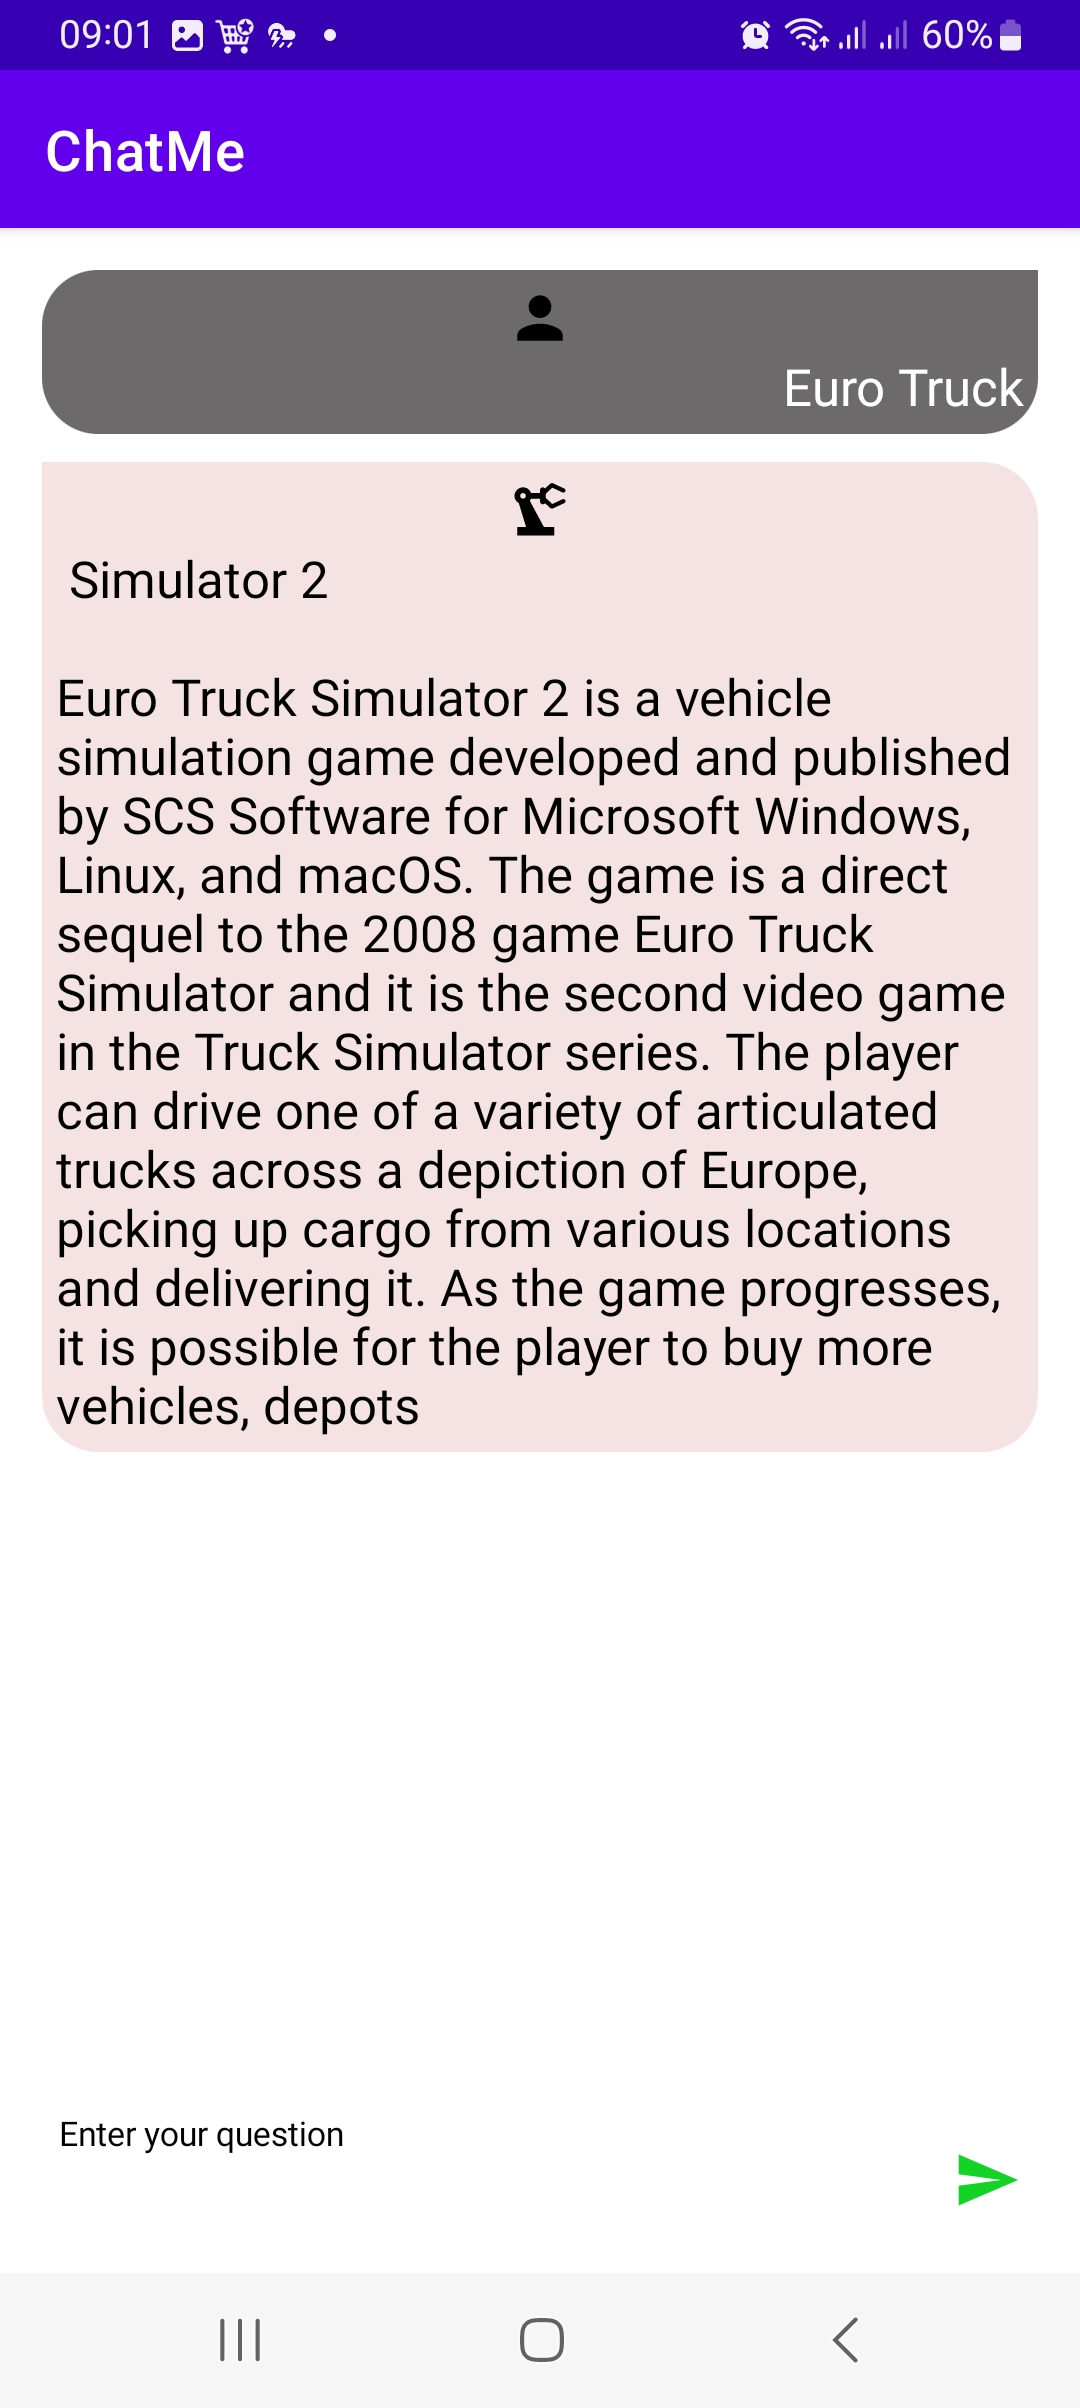 09:01
60%
ChatMe
Euro Truck
Simulator 2
Euro Truck Simulator 2 is a vehicle
simulation game developed and published
by SCS Software for Microsoft Windows,
Linux, and macOS. The game is a direct
sequel to the 2008 game Euro Truck
Simulator and it is the second video game
in the Truck Simulator series. The player
can drive one of a variety of articulated
trucks across a depiction of Europe,
picking up cargo from various locations
and delivering it. As the game progresses,
it is possible for the player to buy more
vehicles, depots
Enter your question